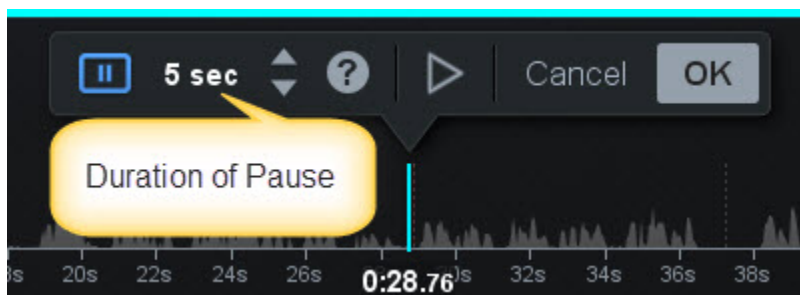 5 sec ? Cancel OK
Duration of Pause
20s 22s 24s 26s 0:28.76 32s 34s 36s 38s